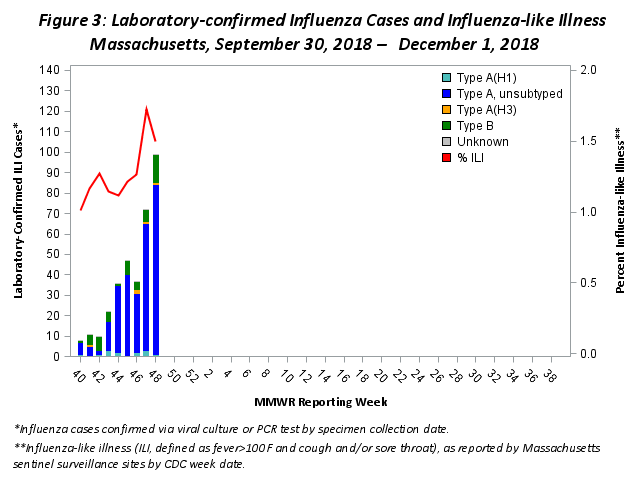 Figure 3: Laboratory-confirmed Influenza Cases and Influenza-like Illness
Massachusetts, September 30, 2018 – December 1, 2018
140
130
120
110
100
90
80
70
60
50
40
30
20
10
0
Laboratory-Confirmed ILI Cases*
Type A(H1)
Type A, unsubtyped
Type A(H3)
Type B
Unknown
% ILI
2.0
1.5
1.0
0.5
0.0
Percent Influenza-like Illness**
40 42 44 46 48 50 52 2 4 6 8 10 12 14 16 18 20 22 24 26 28 30 32 34 36 38
MMWR Reporting Week
*Influenza cases confirmed via viral culture or PCR test by specimen collection date.
**Influenza-like illness (ILI, defined as fever>100 F and cough and/or sore throat), as reported by Massachusetts
sentinel surveillance sites by CDC week date.